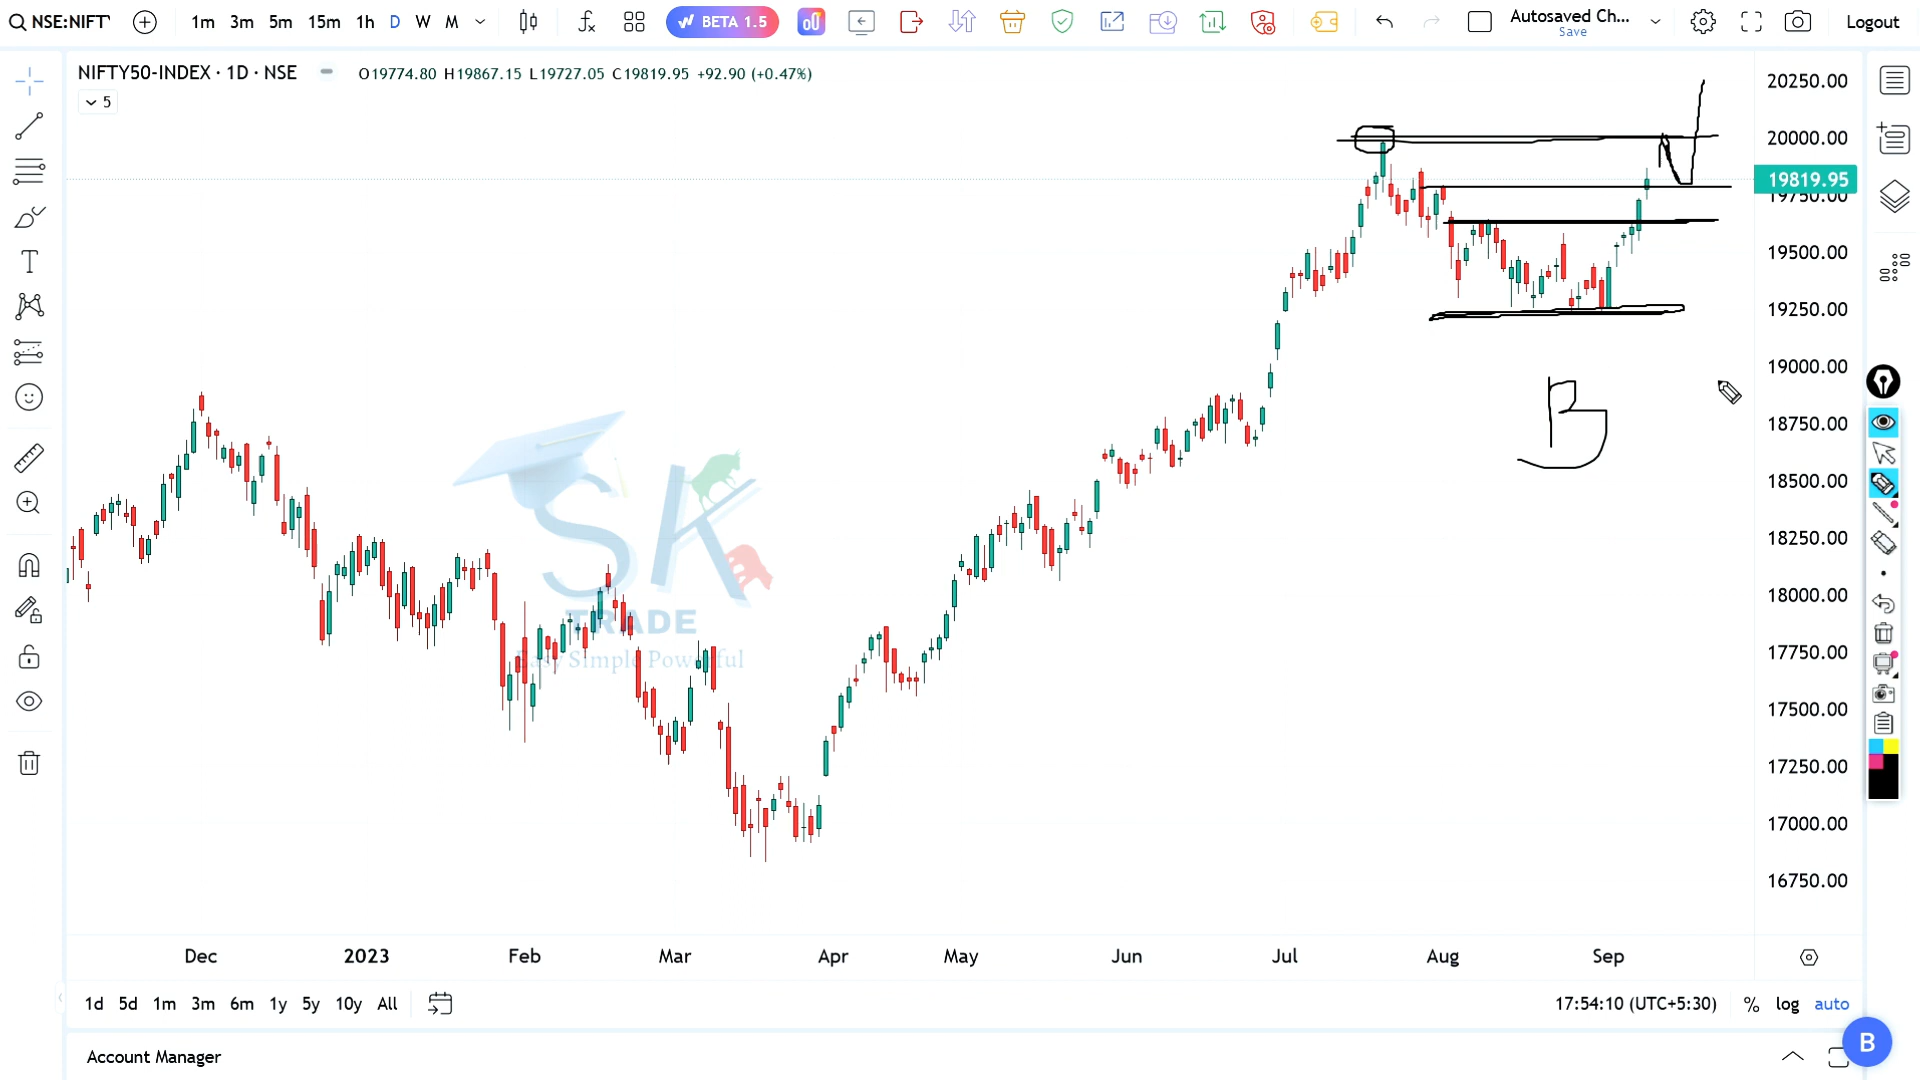 NSE:NIFT
1m 3m 5m 15m 1h D W M
BETA 1.5
Autosaved Ch...
Save
Logout
NIFTY50-INDEX · 1D · NSE
O19774.80 H19867.15 L19727.05 C19819.95 +92.90 (+0.47%)
5
20250.00
20000.00
19819.95
19750.00
19500.00
19250.00
19000.00
18750.00
18500.00
18250.00
18000.00
17750.00
17500.00
17250.00
17000.00
16750.00
B
SK
TRADE
Easy Simple Powerful
Dec 2023 Feb Mar Apr May Jun Jul Aug Sep
1d 5d 1m 3m 6m 1y 5y 10y All
17:54:10 (UTC+5:30) % log auto
Account Manager
B